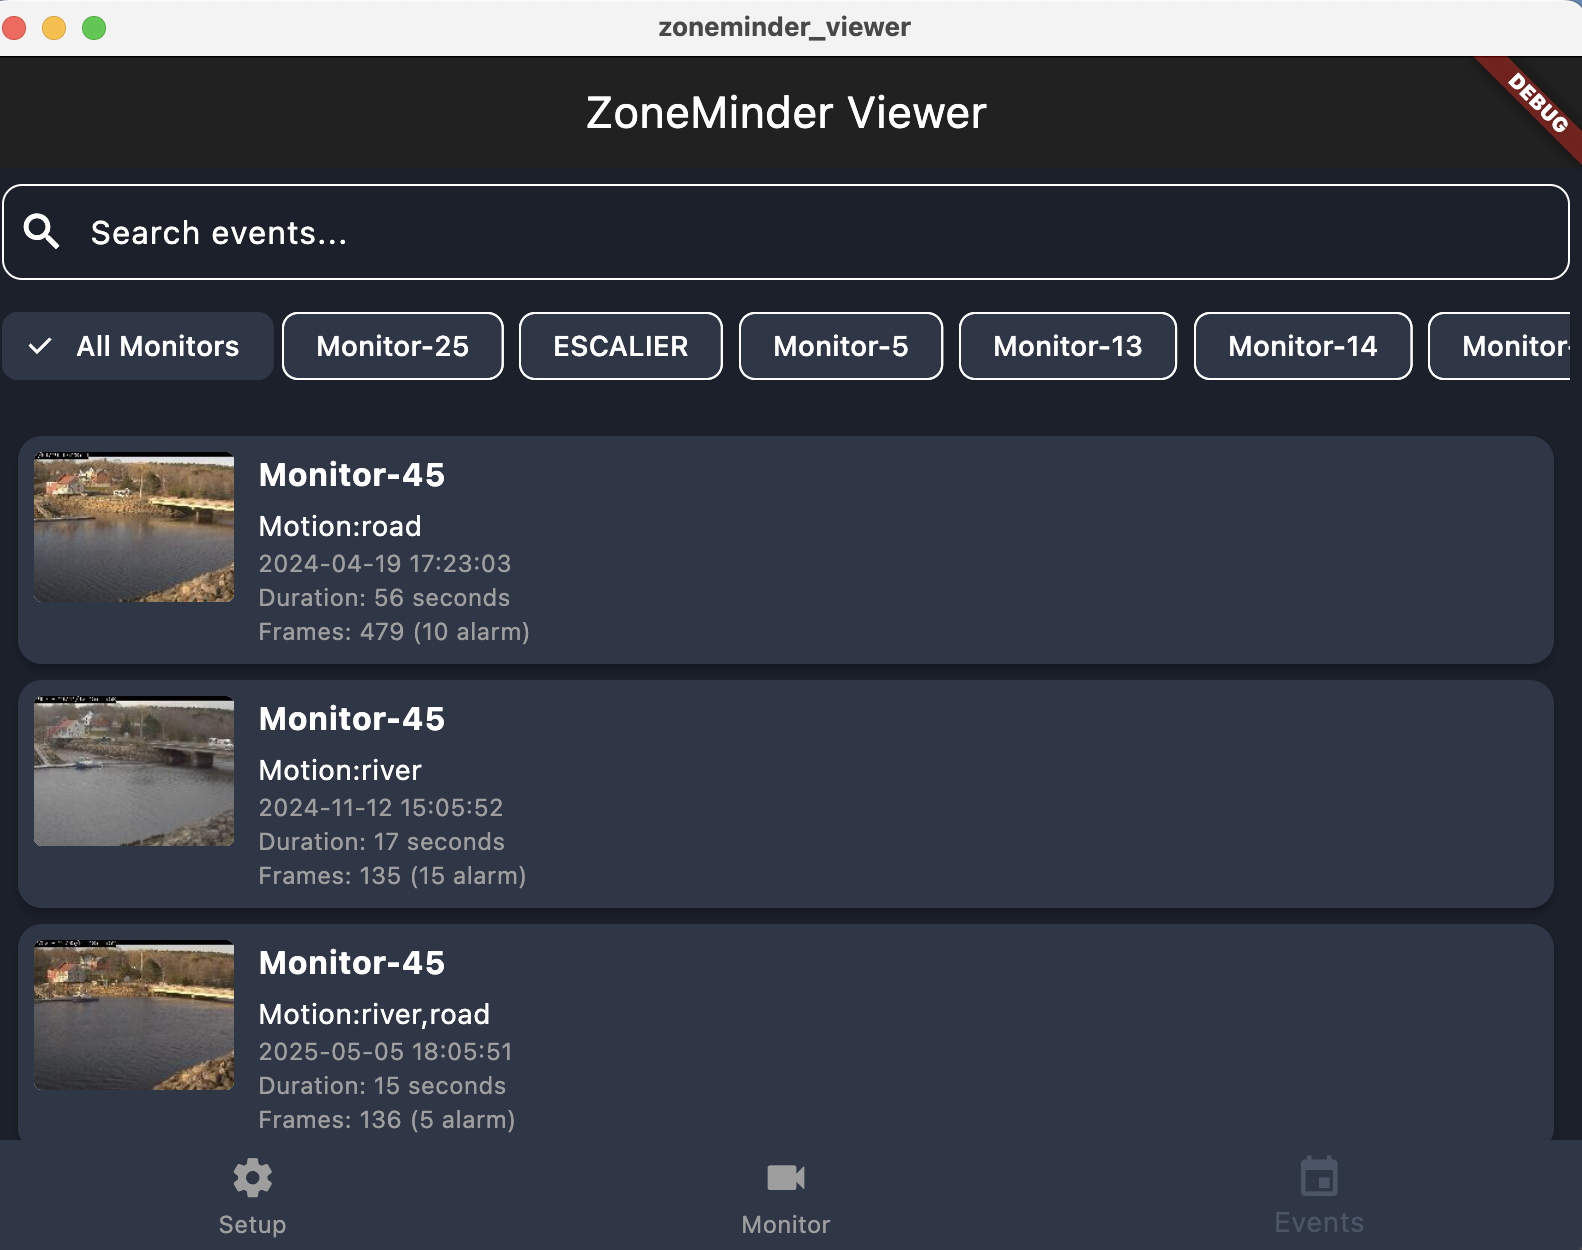 zoneminder_viewer
ZoneMinder Viewer
DEBUG
Search events...
All Monitors
Monitor-25
ESCALIER
Monitor-5
Monitor-13
Monitor-14
Monitor-
Monitor-45
Motion:road
2024-04-19 17:23:03
Duration: 56 seconds
Frames: 479 (10 alarm)
Monitor-45
Motion:river
2024-11-12 15:05:52
Duration: 17 seconds
Frames: 135 (15 alarm)
Monitor-45
Motion:river,road
2025-05-05 18:05:51
Duration: 15 seconds
Frames: 136 (5 alarm)
Setup
Monitor
Events